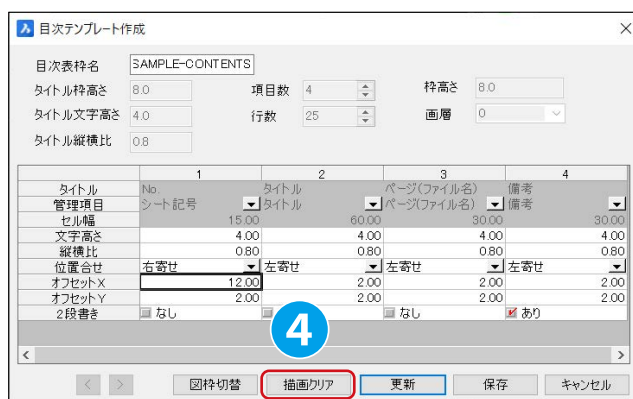 目次テンプレート作成
目次表枠名 SAMPLE-CONTENTS
タイトル枠高さ 8.0 項目数 4 枠高さ 8.0
タイトル文字高さ 4.0 行数 25 画層 0
タイトル縦横比 0.8
1 2 3 4
タイトル No. タイトル ページ(ファイル名) 備考
管理項目 シート記号 タイトル ページ(ファイル名) 備考
セル幅 15.00 60.00 30.00 30.00
文字高さ 4.00 4.00 4.00 4.00
縦横比 0.80 0.80 0.80 0.80
位置合せ 右寄せ 左寄せ 左寄せ 左寄せ
オフセットX 12.00 2.00 2.00 2.00
オフセットY 2.00 2.00 2.00 2.00
2段書き なし なし あり
4
< > 図枠切替 描画クリア 更新 保存 キャンセル